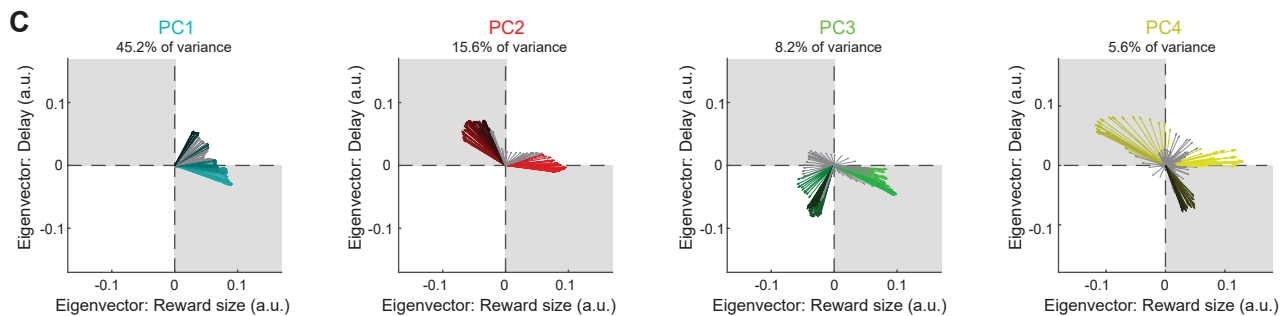 C
PC1
45.2% of variance
Eigenvector: Delay (a.u.)
0.1
0
-0.1
-0.1
0
0.1
Eigenvector: Reward size (a.u.)
PC2
15.6% of variance
Eigenvector: Delay (a.u.)
0.1
0
-0.1
-0.1
0
0.1
Eigenvector: Reward size (a.u.)
PC3
8.2% of variance
Eigenvector: Delay (a.u.)
0.1
0
-0.1
-0.1
0
0.1
Eigenvector: Reward size (a.u.)
PC4
5.6% of variance
Eigenvector: Delay (a.u.)
0.1
0
-0.1
-0.1
0
0.1
Eigenvector: Reward size (a.u.)